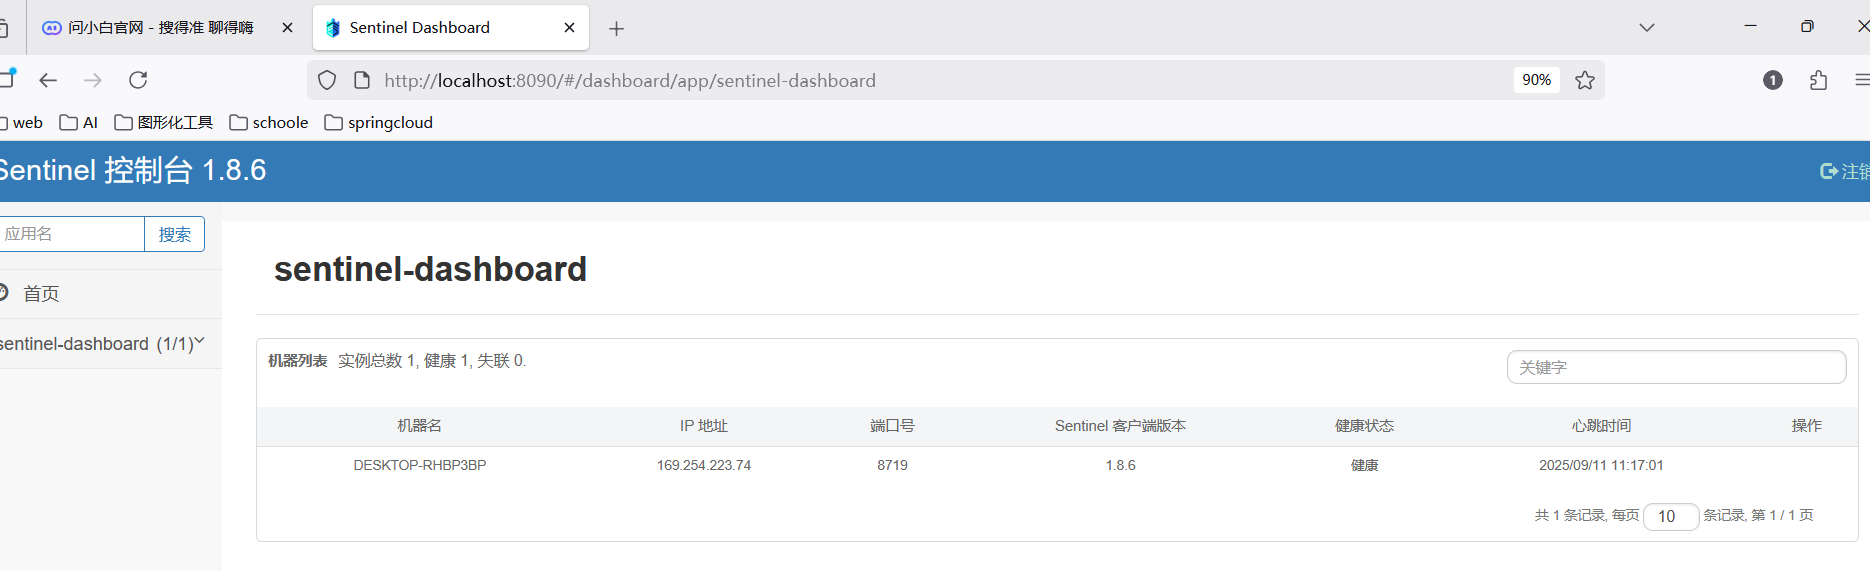 问小白官网 - 搜得准 聊得嗨
Sentinel Dashboard
http://localhost:8090/#/dashboard/app/sentinel-dashboard
90%
1
web AI 图形化工具 schoole springcloud
Sentinel 控制台 1.8.6
注销
应用名 搜索
首页
sentinel-dashboard (1/1)
sentinel-dashboard
机器列表 实例总数 1, 健康 1, 失联 0.
关键字
机器名 IP 地址 端口号 Sentinel 客户端版本 健康状态 心跳时间 操作
DESKTOP-RHBP3BP 169.254.223.74 8719 1.8.6 健康 2025/09/11 11:17:01
共 1 条记录, 每页 10 条记录, 第 1 / 1 页